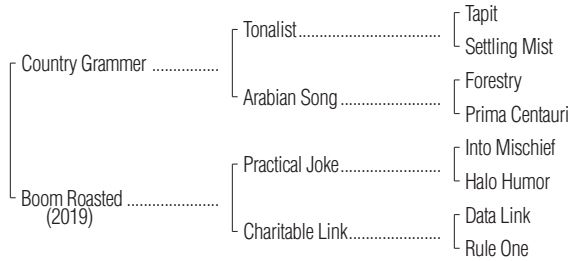 Tapit
Tonalist
Settling Mist
Country Grammer
Forestry
Arabian Song
Prima Centauri
Into Mischief
Practical Joke
Halo Humor
Boom Roasted
(2019)
Data Link
Charitable Link
Rule One